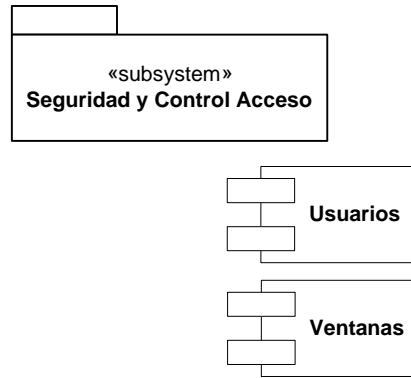 «subsystem»
Seguridad y Control Acceso
Usuarios
Ventanas